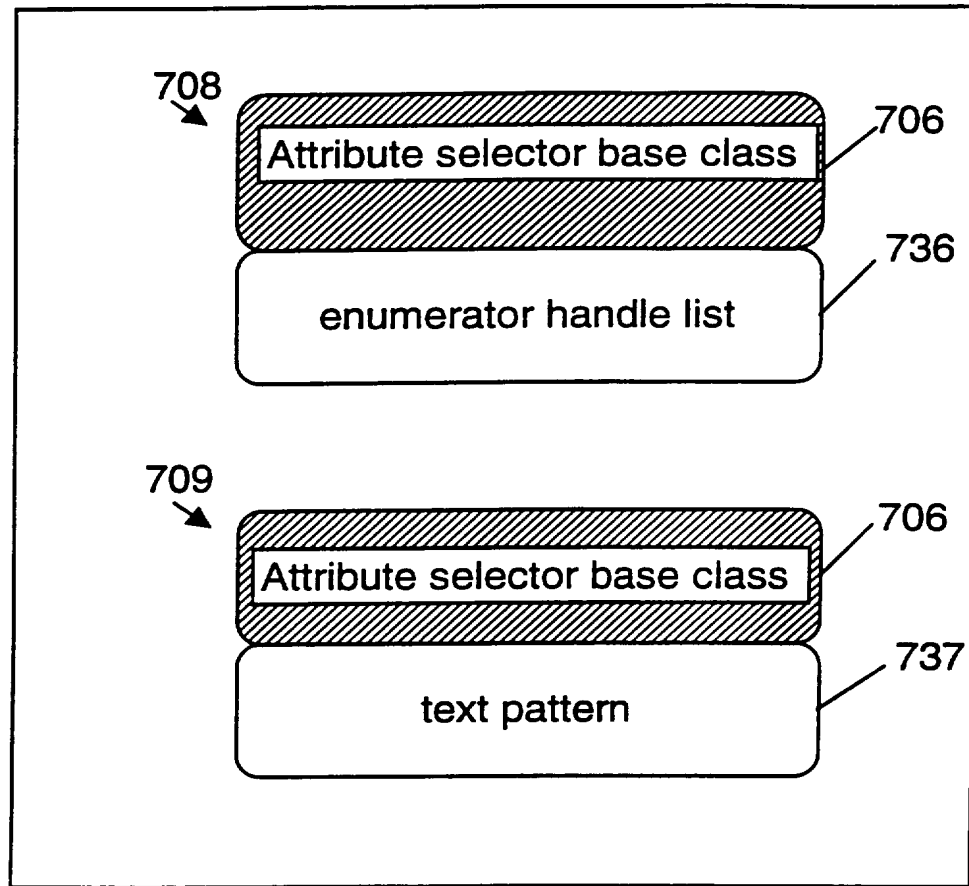 708
706
Attribute selector base class
736
enumerator handle list
709
706
Attribute selector base class
737
text pattern